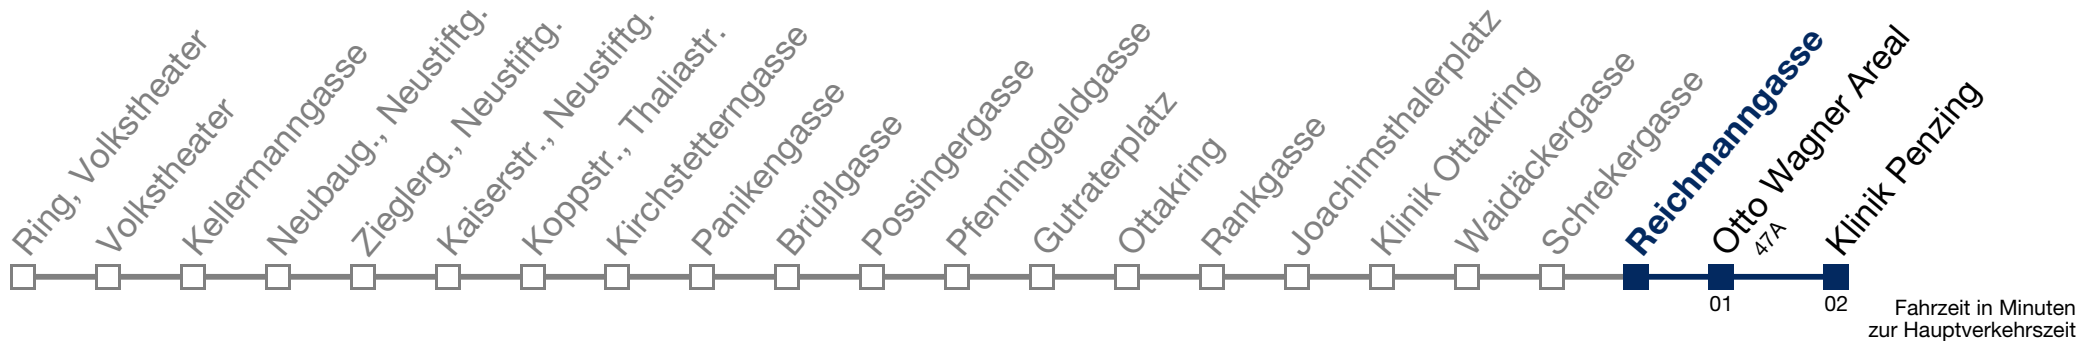 Ring, Volkstheater
Volkstheater
Kellermanngasse
Neubaug., Neustiftg.
Zieglerg., Neustiftg.
Kaiserstr., Neustiftg.
Koppstr., Thaliastr.
Kirchstetterngasse
Panikengasse
Brüßlgasse
Possingergasse
Pfenninggeldgasse
Gutraterplatz
Ottakring
Rankgasse
Joachimsthalerplatz
Klinik Ottakring
Waidäckergasse
Schrekergasse
Reichmanngasse
Otto Wagner Areal
47A
Klinik Penzing
01
02
Fahrzeit in Minuten
zur Hauptverkehrszeit